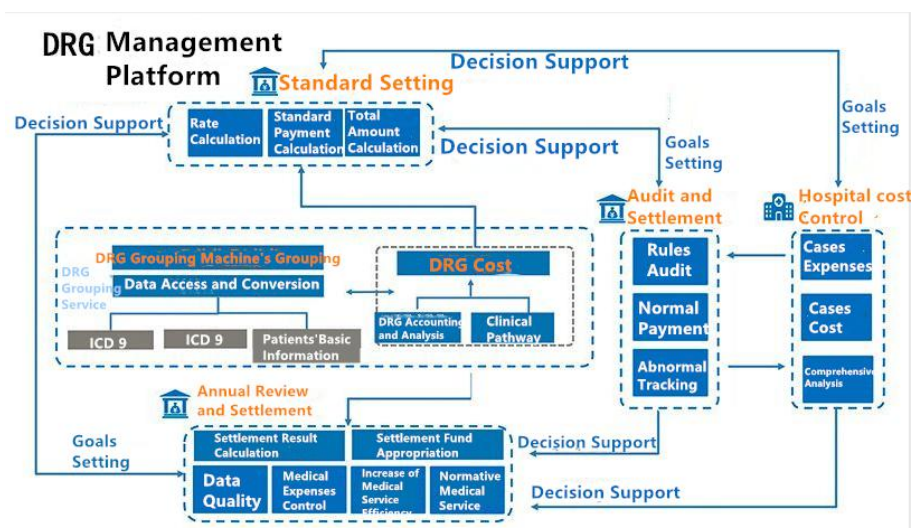 DRG Management
Platform
Standard Setting
Decision Support
Decision Support
Rate
Calculation
Standard
Payment
Calculation
Total
Amount
Calculation
Decision Support
Goals
Setting
Goals
Setting
Audit and
Settlement
Hospital cost
Control
DRG Grouping Machine's Grouping
DRG
Grouping
Service
Data Access and Conversion
ICD 9
ICD 9
Patients'Basic
Information
DRG Cost
DRG Accounting
and Analysis
Clinical
Pathway
Rules
Audit
Normal
Payment
Abnormal
Tracking
Cases
Expenses
Cases
Cost
Comprehensive
Analysis
Annual Review
and Settlement
Settlement Result
Calculation
Settlement Fund
Appropriation
Goals
Setting
Data
Quality
Medical
Expenses
Control
Increase of
Medical
Service
Efficiency
Normative
Medical
Service
Decision Support
Decision Support